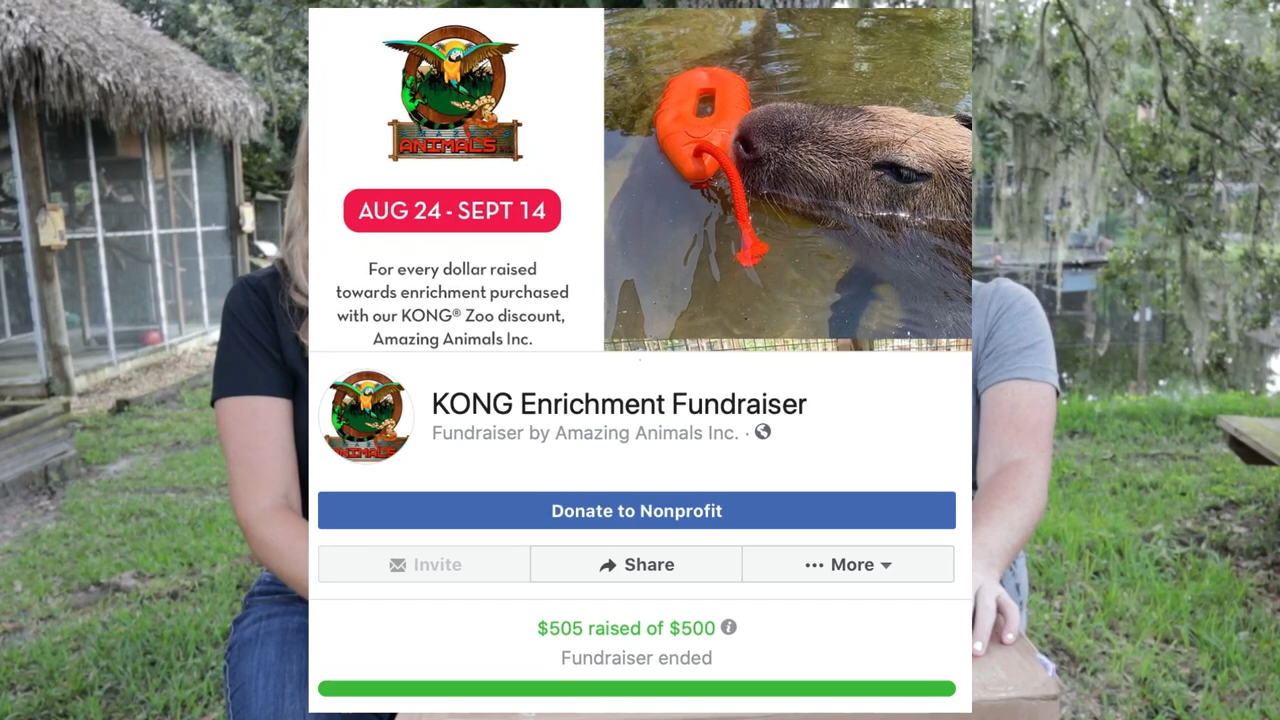 ANIMALS
AUG 24 - SEPT 14
For every dollar raised
towards enrichment purchased
with our KONG® Zoo discount,
Amazing Animals Inc.
KONG Enrichment Fundraiser
Fundraiser by Amazing Animals Inc. ·
Donate to Nonprofit
Invite
Share
••• More
$505 raised of $500
Fundraiser ended
ANIMALS